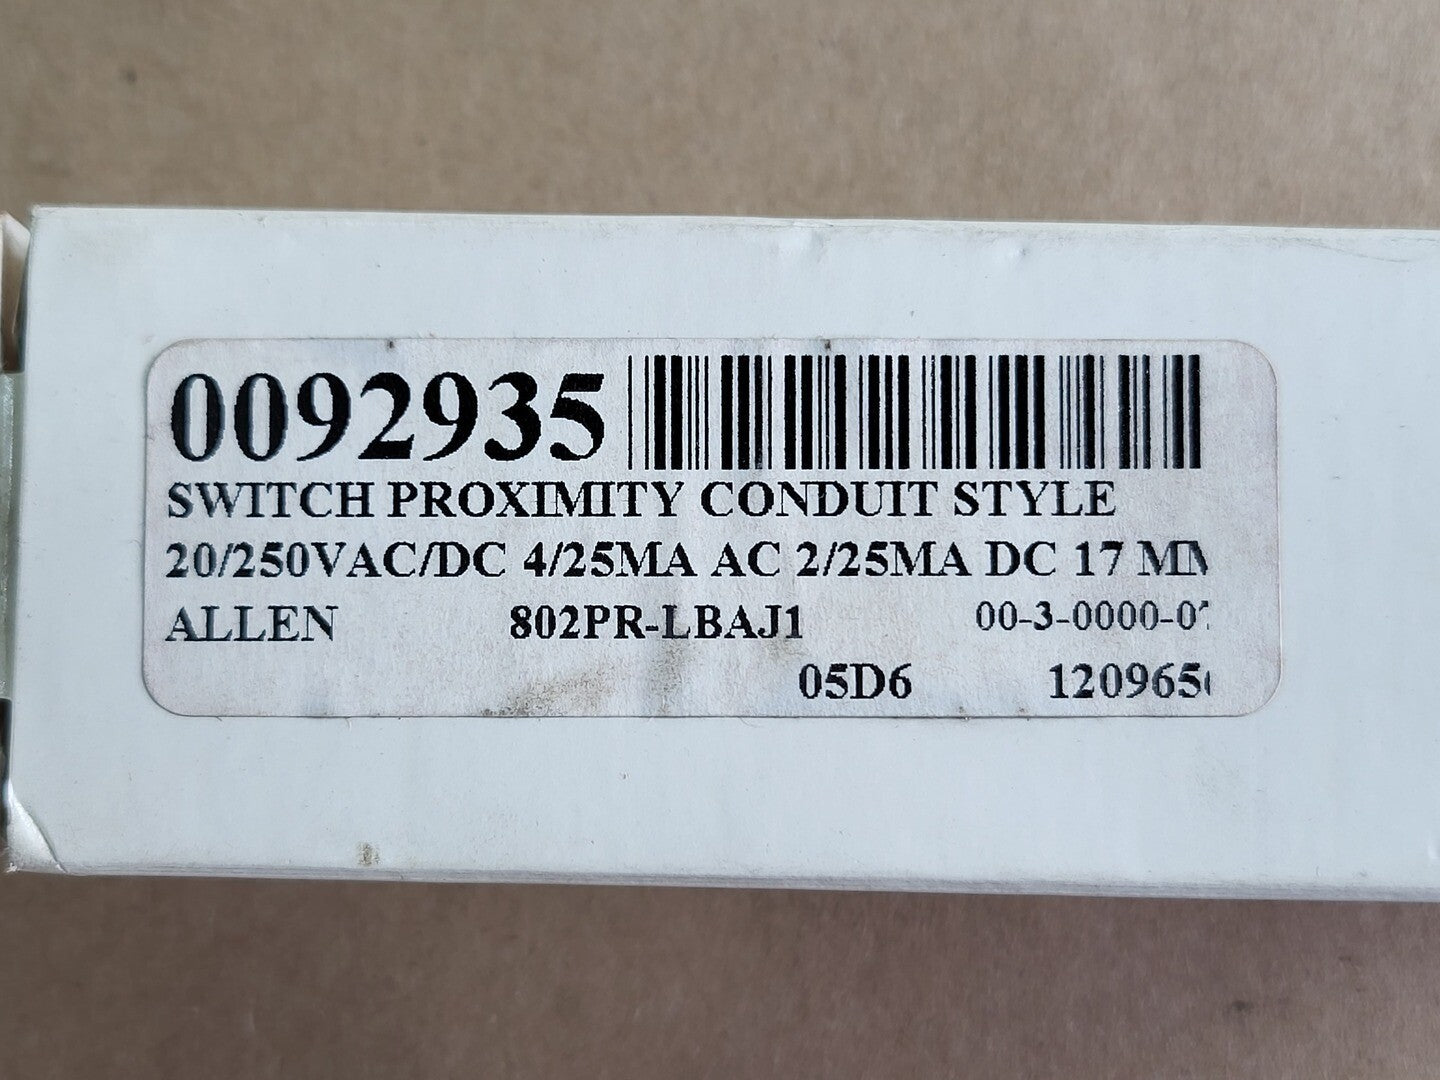 0092935
SWITCH PROXIMITY CONDUIT STYLE
20/250VAC/DC 4/25MA AC 2/25MA DC 17
ALLEN 802PR-LBAJ1
05D6